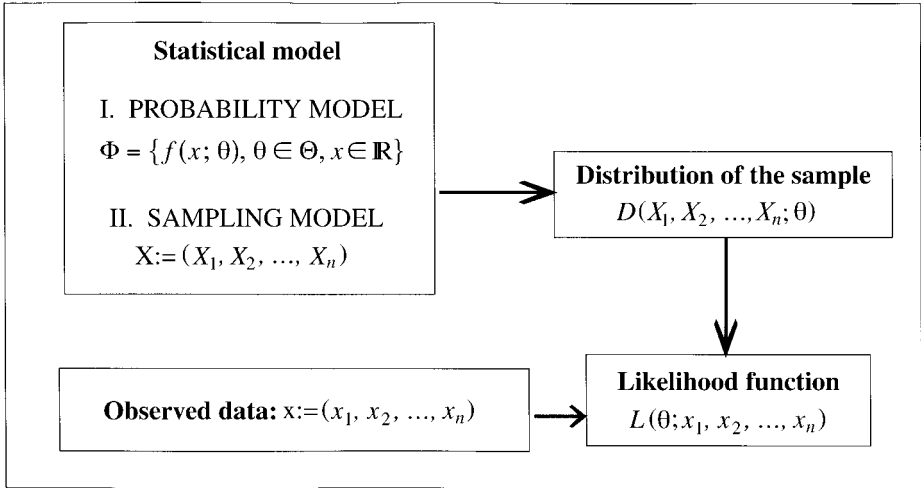 Statistical model
I. PROBABILITY MODEL
Φ = {f(x; θ), θ ∈ Θ, x ∈ ℝ}
II. SAMPLING MODEL
X:= (X₁, X₂, ..., Xₙ)
Distribution of the sample
D(X₁, X₂, ...,Xₙ; θ)
Likelihood function
L(θ; x₁, x₂, ..., xₙ)
Observed data: x:=(x₁, x₂, ..., xₙ)